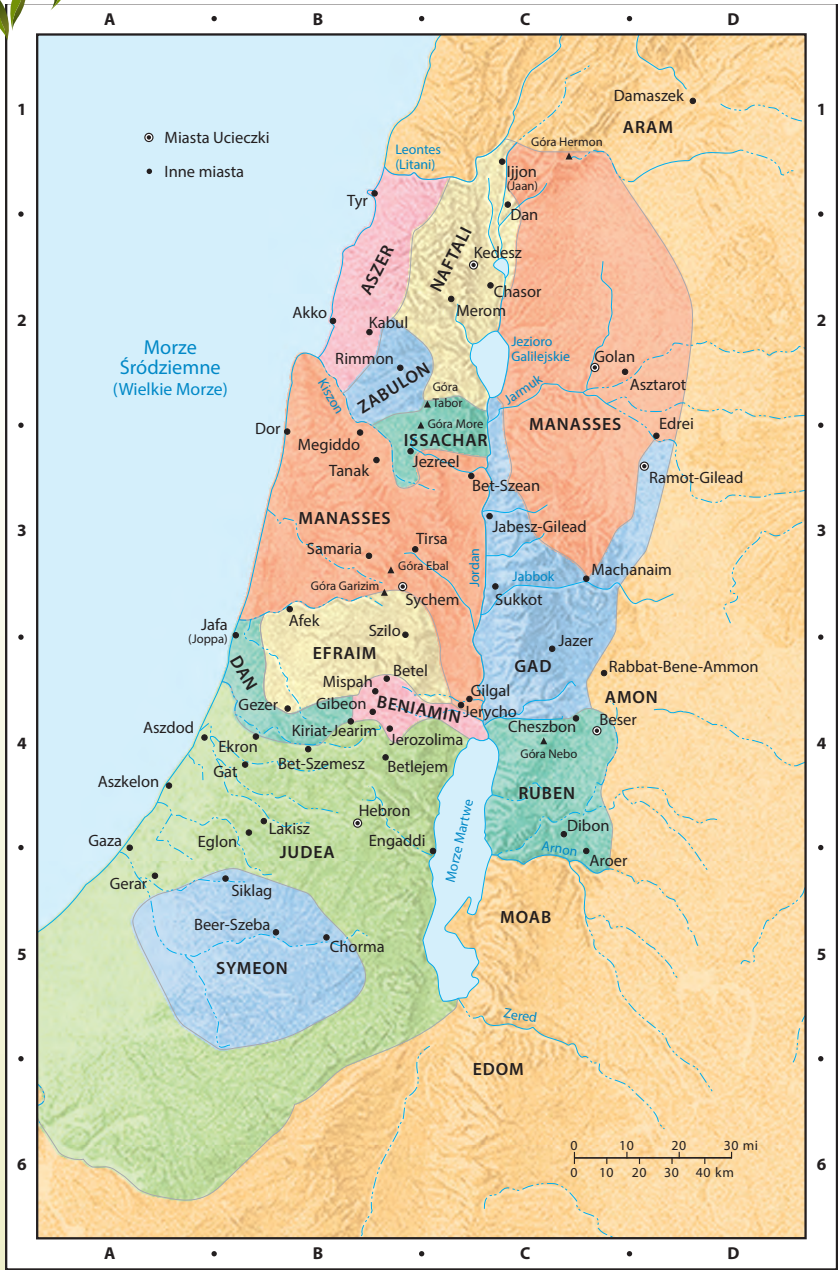 A • B • C • D
1
Damaszek
ARAM
Miasta Ucieczki
Góra Hermon
Leontes
(Litani)
Inne miasta
Ijjon
(Jaan)
Tyr
Dan
•
•
NAFTALI
ASZER
Kedesz
Chasor
Merom
Akko
Kabul
2
2
1
Morze
Śródziemne
(Wielkie Morze)
Rimmon
Jezioro
Galilejskie
Golan
Asztarot
ZABULON
Kiszon
Góra
Tabor
Jarmuk
Góra More
MANASSES
Edrei
Dor
•
•
Megiddo
ISSACHAR
Tanak
Jezreel
Ramot-Gilead
Bet-Szean
MANASSES
Jabesz-Gilead
3
3
Tirsa
Samaria
Góra Ebal
Jordan
Jabbok
Machanaim
Góra Garizim
Sychem
Sukkot
Afek
Jafa
(Joppa)
•
•
Szilo
EFRAIM
Jazer
DAN
GAD
Betel
Rabbat-Bene-Ammon
Mispah
AMON
Gilgal
Gezer
Gibeon
BENIAMIN
Jerycho
Cheszbon
Beser
Aszdod
Kiriat-Jearim
Jerozolima
4
4
Ekron
Góra Nebo
Gat
Bet-Szemesz
Betlejem
Aszkelon
RUBEN
Hebron
Lakisz
Dibon
Gaza
Eglon
Engaddi
JUDEA
Morze Martwe
Arnon
Aroer
•
•
Gerar
Siklag
MOAB
Beer-Szeba
Chorma
5
5
SYMEON
Zered
EDOM
•
•
0 10 20 30 mi
0 10 20 30 40 km
6
6
A • B • C • D